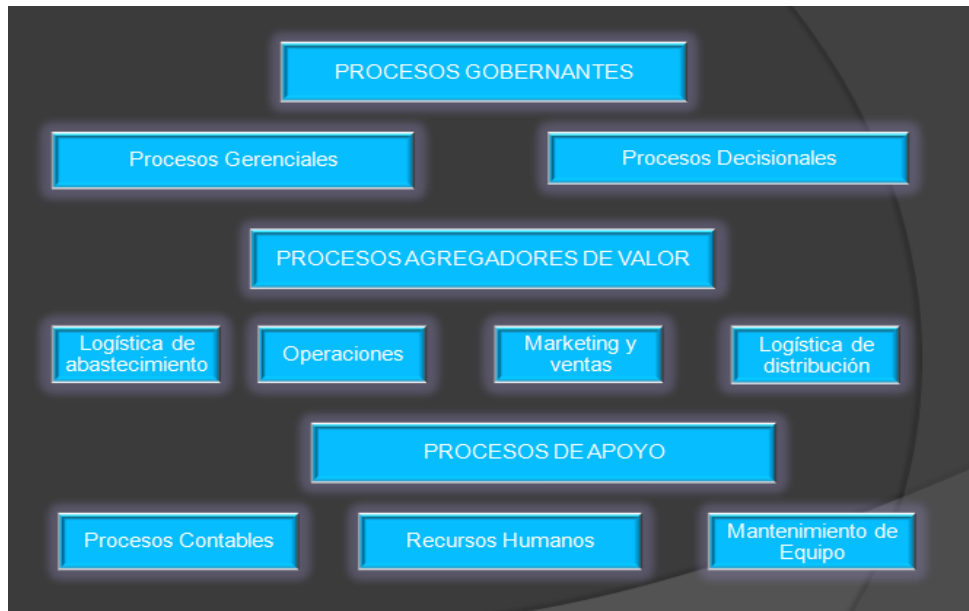 PROCESOS GOBERNANTES
Procesos Gerenciales
Procesos Decisionales
PROCESOS AGREGADORES DE VALOR
Logística de
abastecimiento
Operaciones
Marketing y
ventas
Logística de
distribución
PROCESOS DE APOYO
Procesos Contables
Recursos Humanos
Mantenimiento de
Equipo